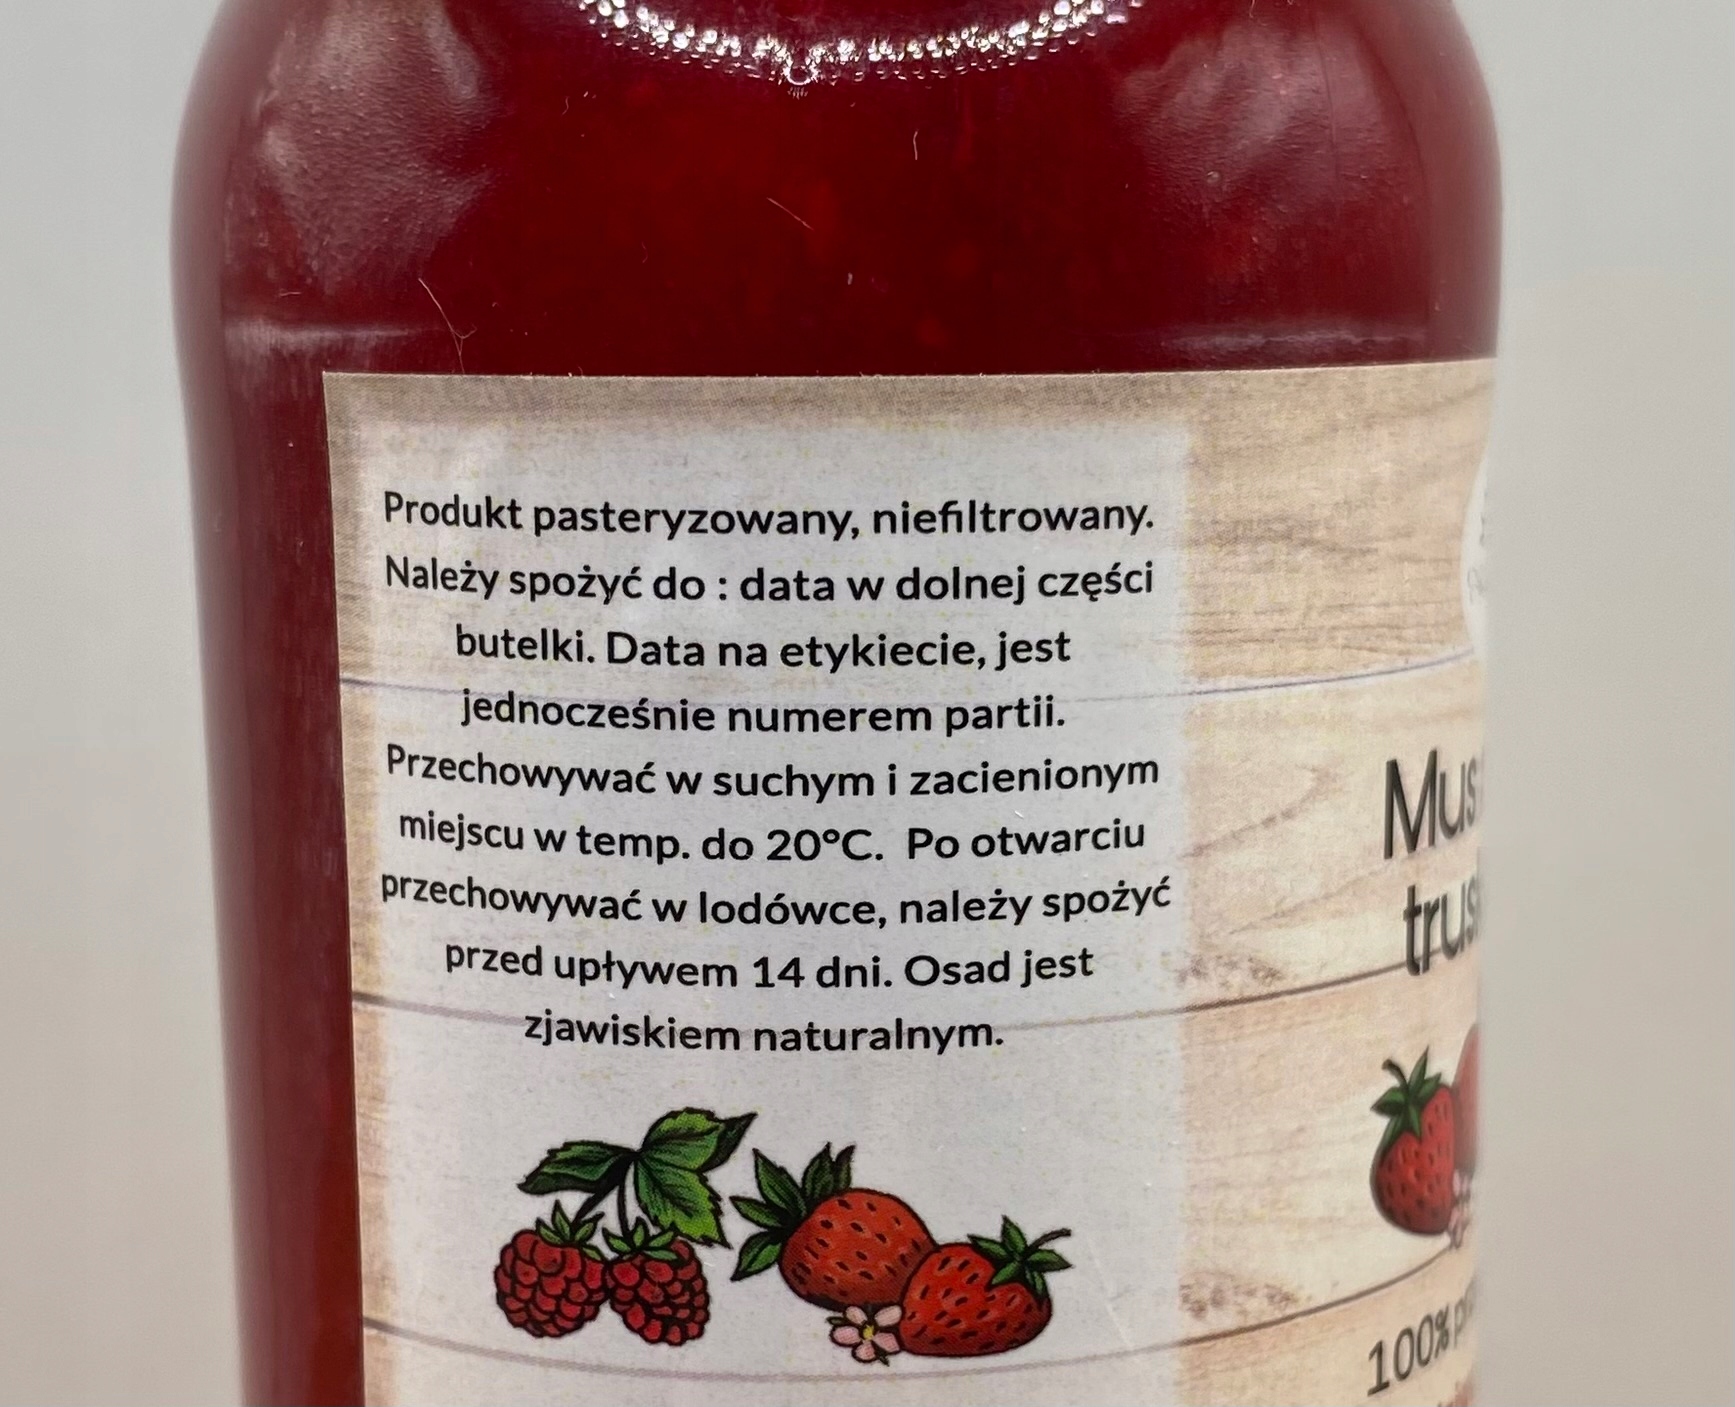 Produkt pasteryzowany, niefiltrowany.
Należy spożyć do : data w dolnej części
butelki. Data na etykiecie, jest
jednocześnie numerem partii.
Przechowywać w suchym i zacienionym
miejscu w temp. do 20°C. Po otwarciu
przechowywać w lodówce, należy spożyć
przed upływem 14 dni. Osad jest
zjawiskiem naturalnym.
Mus
100%